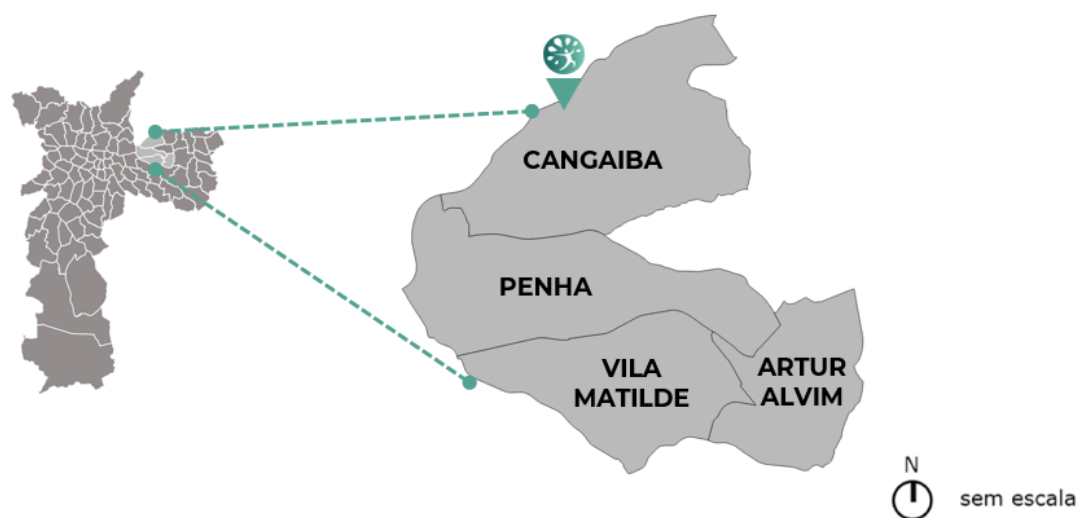 CANGAIBA
PENHA
VILA
MATILDE
ARTUR
ALVIM
N
sem escala